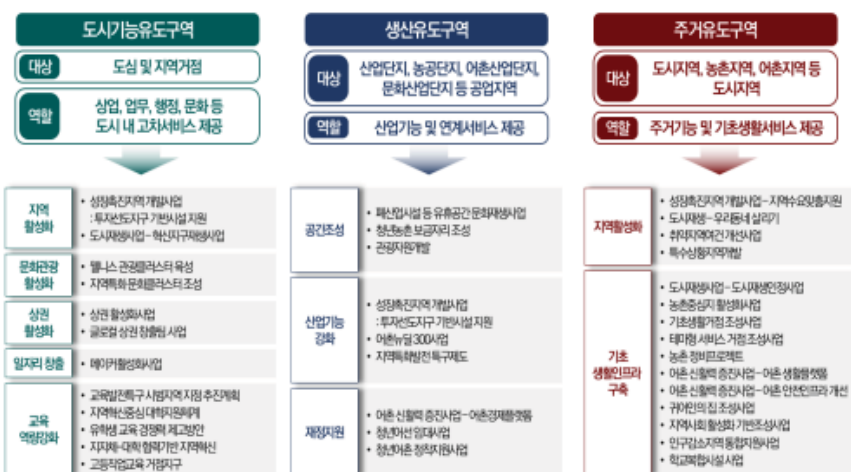 도시기능유도구역
대상
도심 및 지역거점
역할
상업, 업무, 행정, 문화 등
도시 내 고차서비스 제공
지역
활성화
• 성장촉진지역 개발사업
: 투자선도지구 기반시설 지원
• 도시재생사업 - 혁신지구재생사업
문화관광
활성화
• 웰니스 관광클러스터 육성
• 지역특화 문화클러스터 조성
상권
활성화
• 상권 활성화사업
• 글로컬 상권 창출팀 사업
일자리 창출
• 메이커활성화사업
교육
역량강화
• 교육발전특구 시범지역 지정 추진계획
• 지역혁신중심 대학지원체계
• 유학생 교육 경쟁력 제고방안
• 지자체-대학 협력기반 지역혁신
• 고등직업교육 거점지구
생산유도구역
대상
산업단지, 농공단지, 어촌산업단지,
문화산업단지 등 공업지역
역할
산업기능 및 연계서비스 제공
공간조성
• 폐산업시설 등 유휴공간 문화재생사업
• 청년농촌 보금자리 조성
• 관광자원개발
산업기능
강화
• 성장촉진지역 개발사업
: 투자선도지구 기반시설 지원
• 어촌뉴딜 300사업
• 지역특화발전 특구제도
재정지원
• 어촌 신활력 증진사업 - 어촌경제플랫폼
• 청년어선 임대사업
• 청년어촌 정착지원사업
주거유도구역
대상
도시지역, 농촌지역, 어촌지역 등
도시지역
역할
주거기능 및 기초생활서비스 제공
지역활성화
• 성장촉진지역 개발사업 - 지역수요맞춤지원
• 도시재생 - 우리동네 살리기
• 취약지역여건 개선사업
• 특수상황지역개발
기초
생활인프라
구축
• 도시재생사업 - 도시재생인정사업
• 농촌중심지 활성화사업
• 기초생활거점 조성사업
• 테마형 서비스 거점 조성사업
• 농촌 정비프로젝트
• 어촌 신활력 증진사업 - 어촌 생활플랫폼
• 어촌 신활력 증진사업 - 어촌 안전인프라 개선
• 귀어인의 집 조성사업
• 지역사회 활성화 기반조성사업
• 인구감소지역 통합지원사업
• 학교복합시설 사업